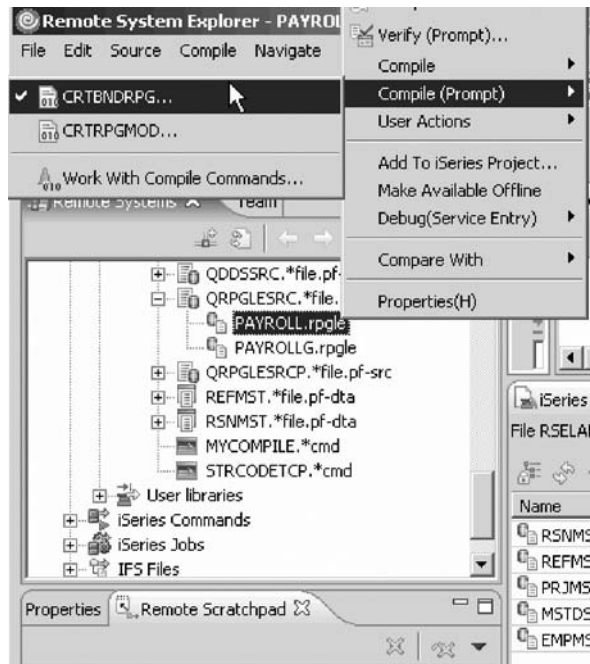 Remote System Explorer - PAYROL
File Edit Source Compile Navigate
CRTBNDRPG...
CRTRPGMOD...
Work With Compile Commands...
Verify (Prompt)...
Compile
Compile (Prompt)
User Actions
Add To iSeries Project...
Make Available Offline
Debug(Service Entry)
Compare With
Properties(H)
Remote Systems Team
QDDSSRC.*file.pf-
QRPGLESRC.*file.
PAYROLL.rpgle
PAYROLLG.rpgle
QRPGLESRCP.*file.pf-src
REFMST.*file.pf-dta
RSNMST.*file.pf-dta
MYCOMPILE.*cmd
STRCODETCP.*cmd
User libraries
iSeries Commands
iSeries Jobs
IFS Files
Properties Remote Scratchpad
iSeries
File RSELA
Name
RSNMS
REFMS
PRJMS
MSTDS
EMPMS